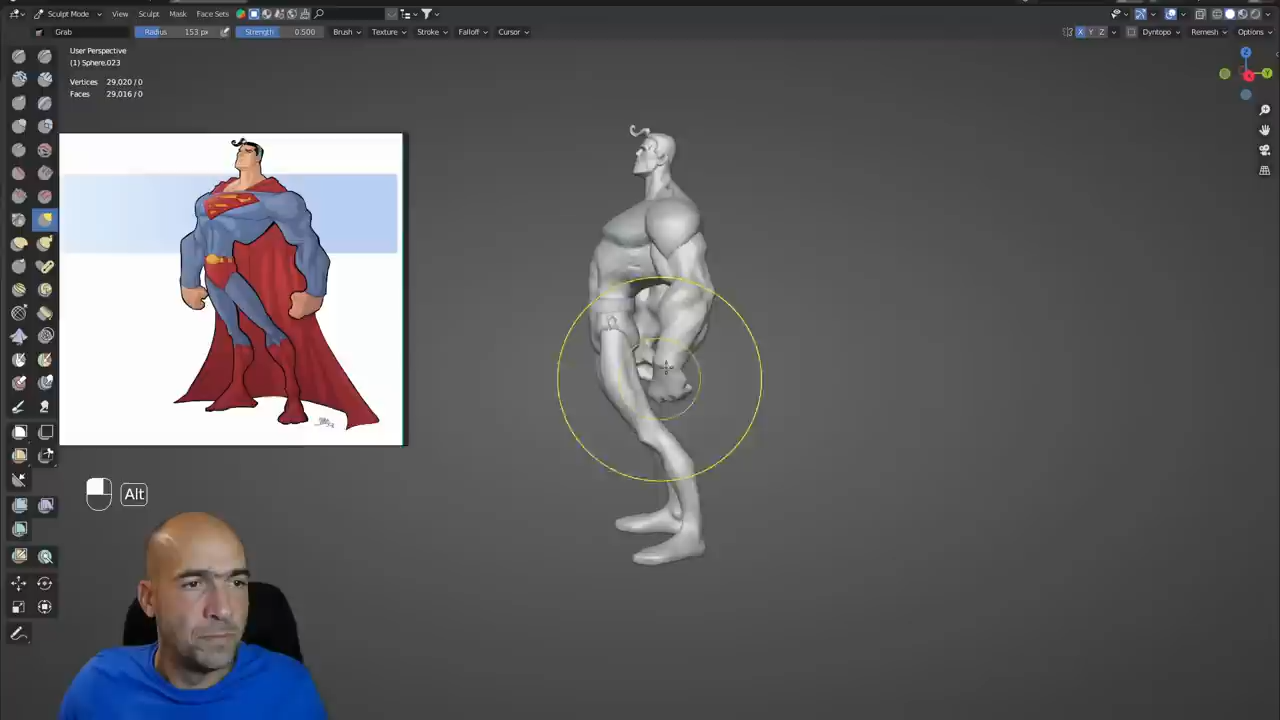 Sculpt Mode View Sculpt Mask Face Sets
Grab Radius 153 px Strength 0.500 Brush Texture Stroke Falloff Cursor X Y Z Dyntopo Remesh Options
User Perspective
(1) Sphere.023
Vertices 29,020 / 0
Faces 29,016 / 0
Z
Y
Alt